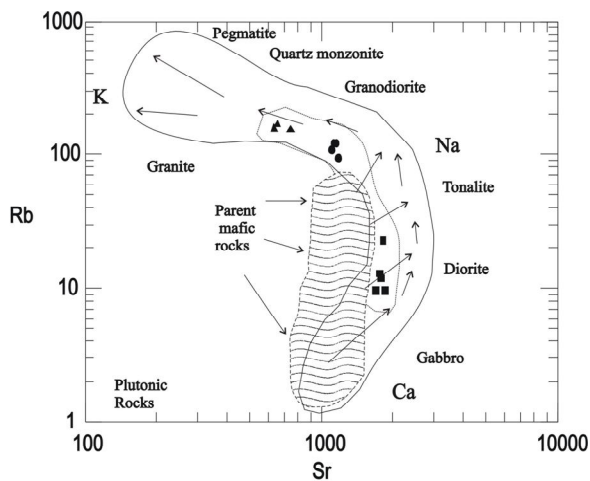 1000
Pegmatite
Quartz monzonite
Granodiorite
K
Na
100
Granite
Tonalite
Rb
Parent
mafic
rocks
Diorite
10
Gabbro
Plutonic
Rocks
Ca
1
100
1000
10000
Sr